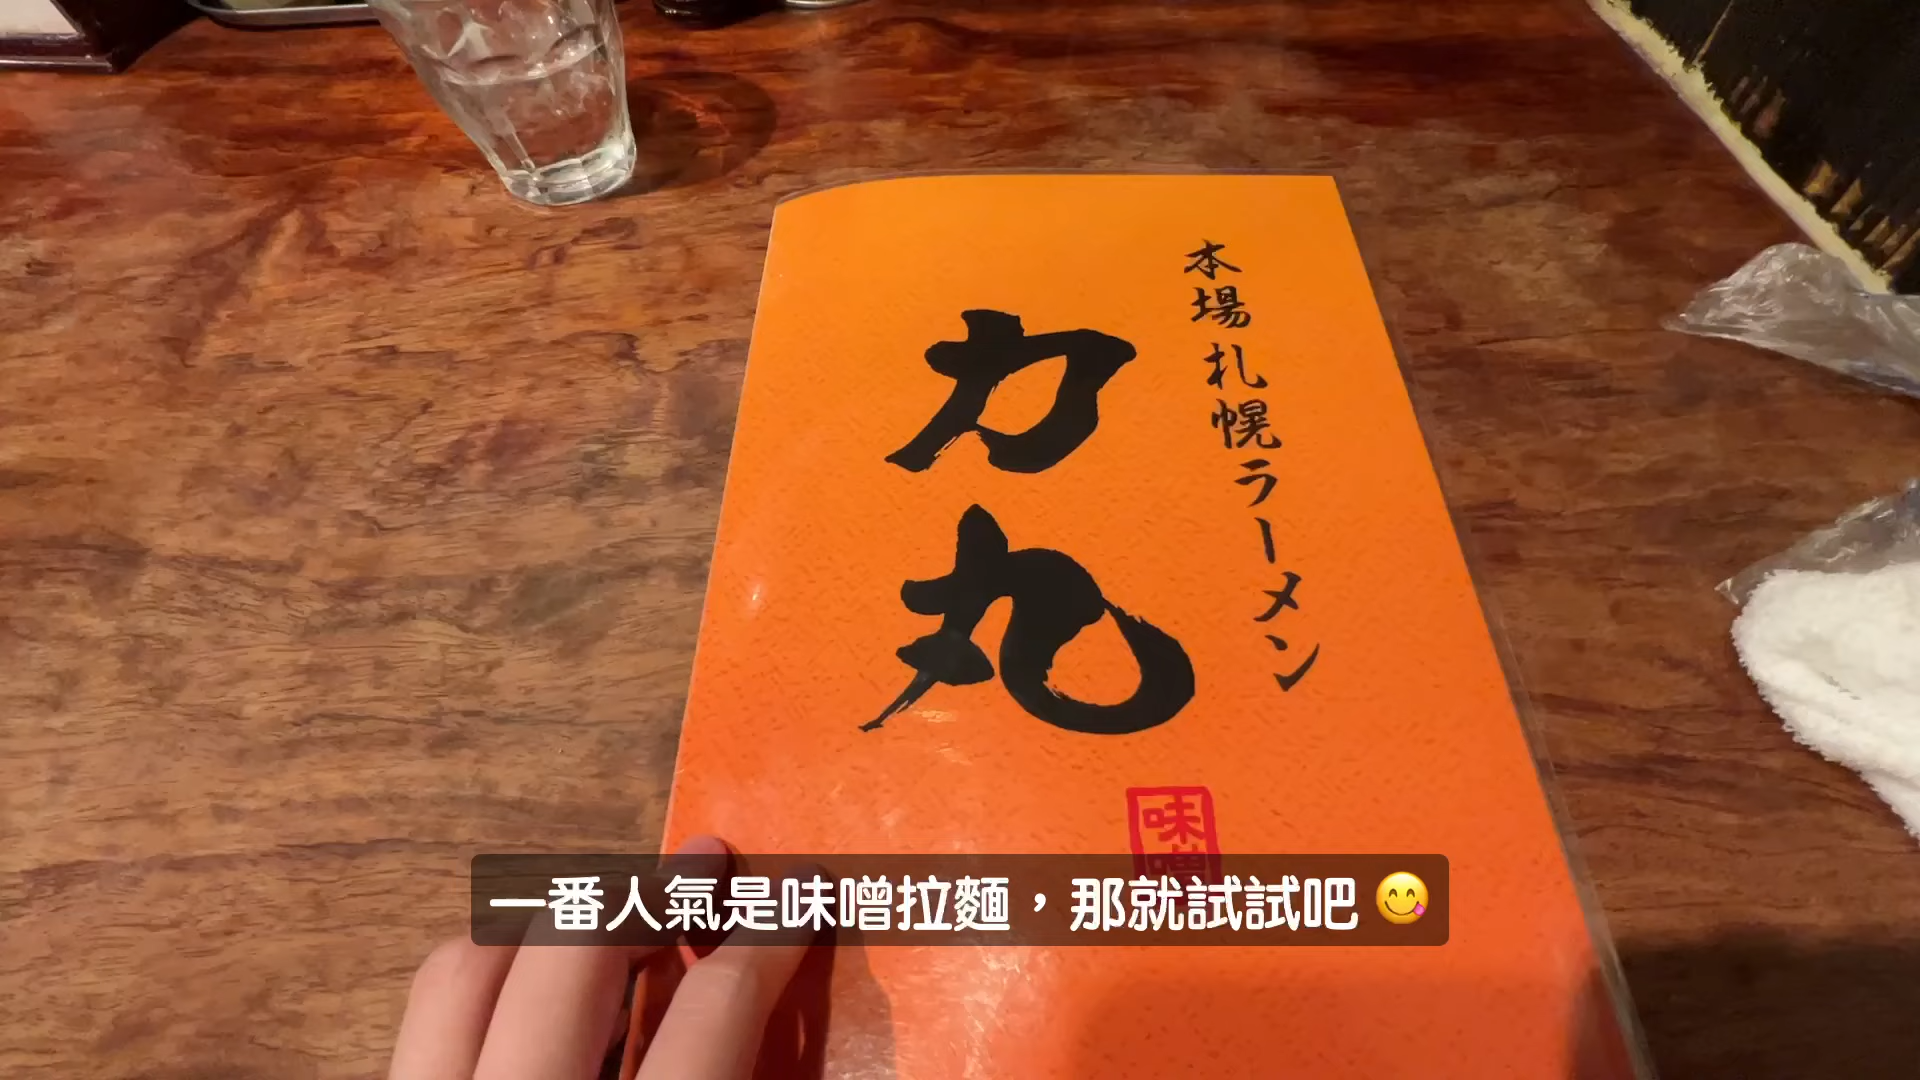 本場札幌ラーメン
力丸
味噌
一番人氣是味噌拉麵，那就試試吧 😋